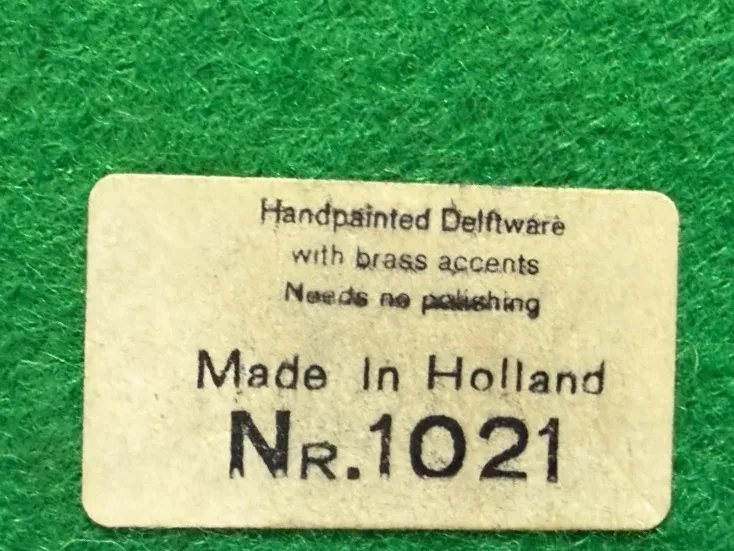 Handpainted Delftware
with brass accents
Needs no polishing
Made In Holland
NR.1021